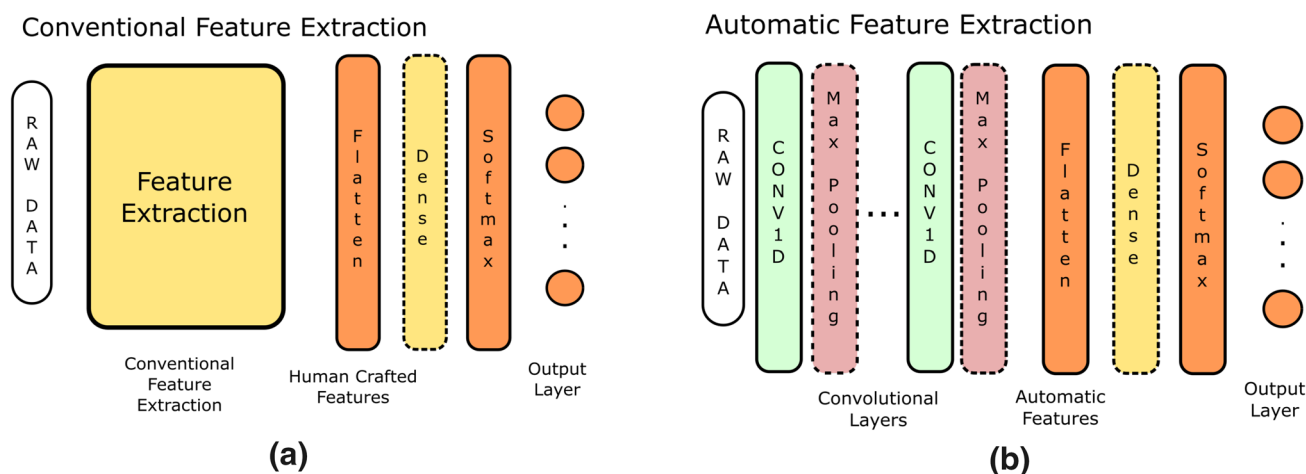 Conventional Feature Extraction
RAW DATA
Feature
Extraction
Flatten
Dense
Softmax
Conventional
Feature
Extraction
Human Crafted
Features
Output
Layer
(a)
Automatic Feature Extraction
RAW DATA
CONV1D
Max Pooling
...
CONV1D
Max Pooling
Flatten
Dense
Softmax
Convolutional
Layers
Automatic
Features
Output
Layer
(b)